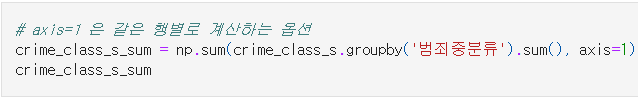 # axis=1 은 같은 행별로 계산하는 옵션
crime_class_s_sum = np.sum(crime_class_s.groupby('범죄중분류').sum(), axis=1)
crime_class_s_sum